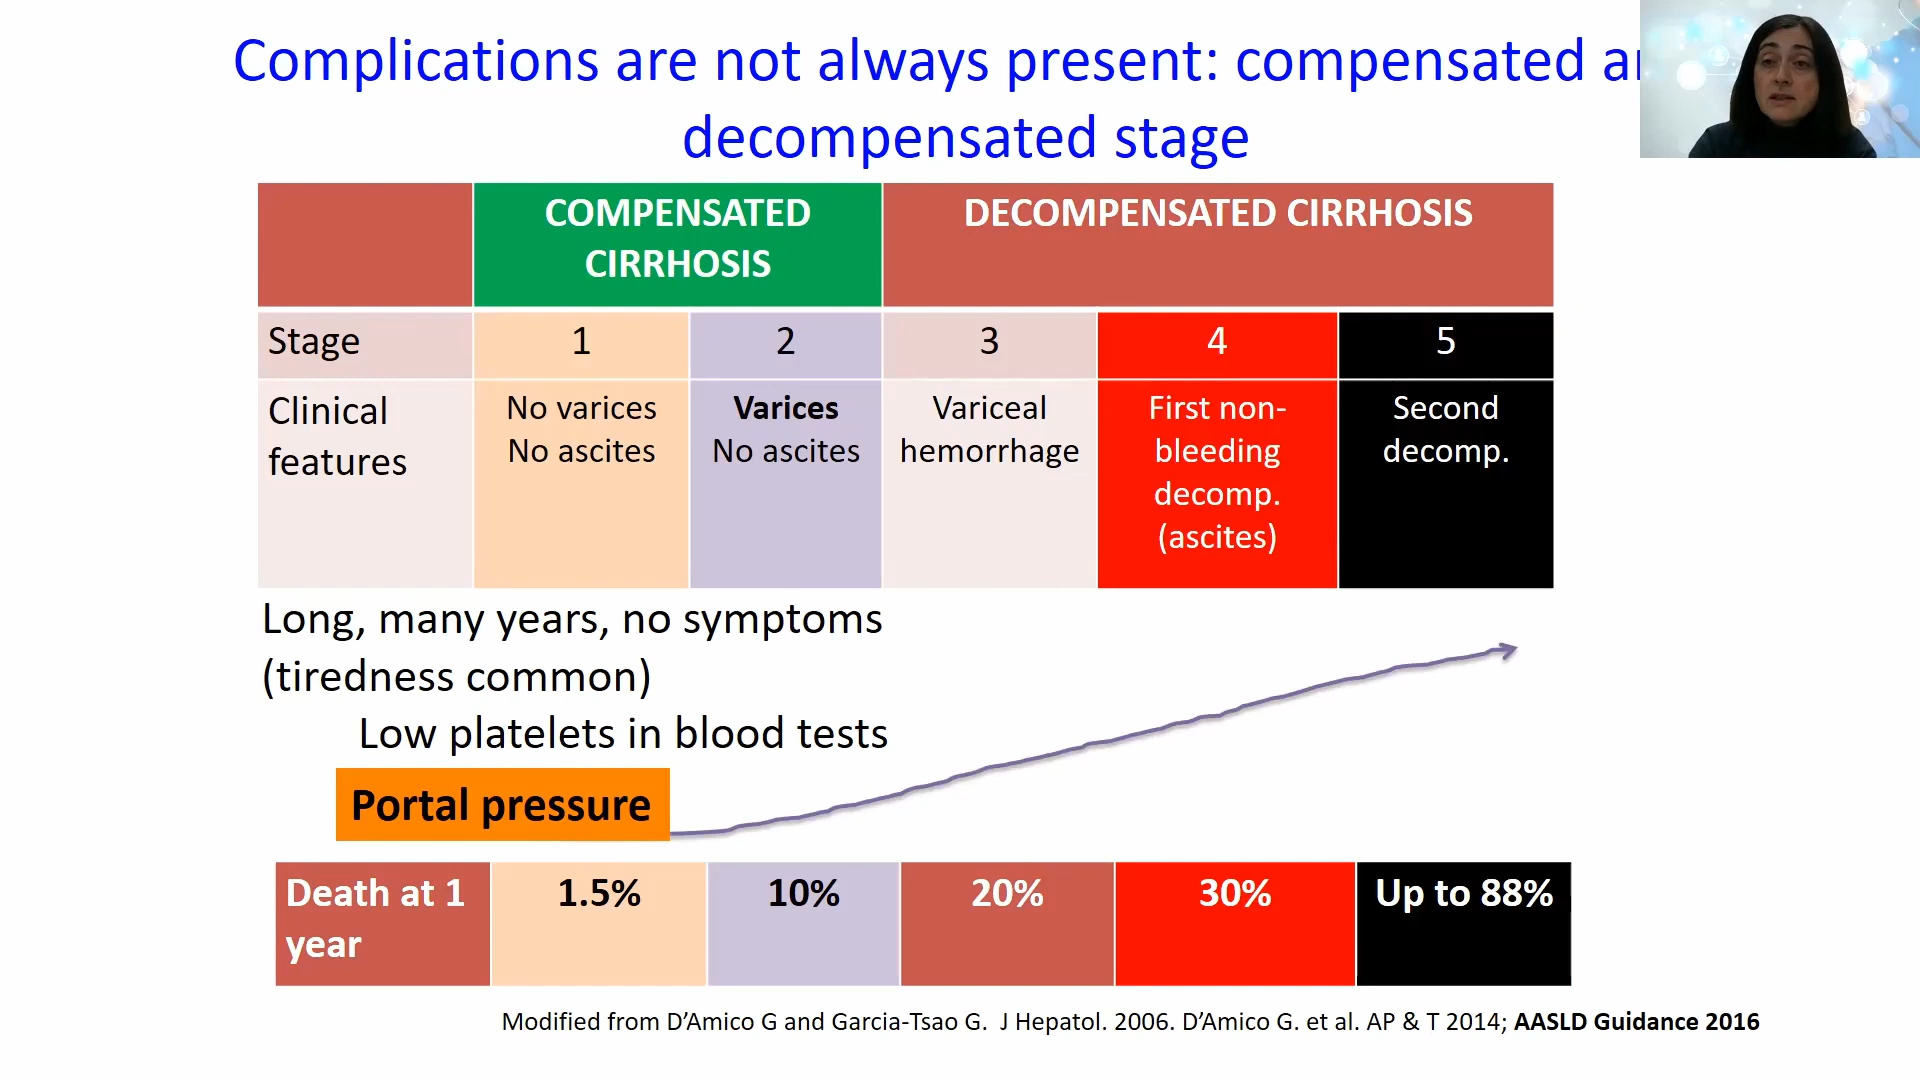 Complications are not always present: compensated a
decompensated stage
COMPENSATED
CIRRHOSIS
DECOMPENSATED CIRRHOSIS
Stage
1
2
3
4
5
Clinical
features
No varices
No ascites
Varices
No ascites
Variceal
hemorrhage
First non-
bleeding
decomp.
(ascites)
Second
decomp.
Long, many years, no symptoms
(tiredness common)
Low platelets in blood tests
Portal pressure
Death at 1
year
1.5%
10%
20%
30%
Up to 88%
Modified from D’Amico G and Garcia-Tsao G.  J Hepatol. 2006. D’Amico G. et al. AP & T 2014; AASLD Guidance 2016